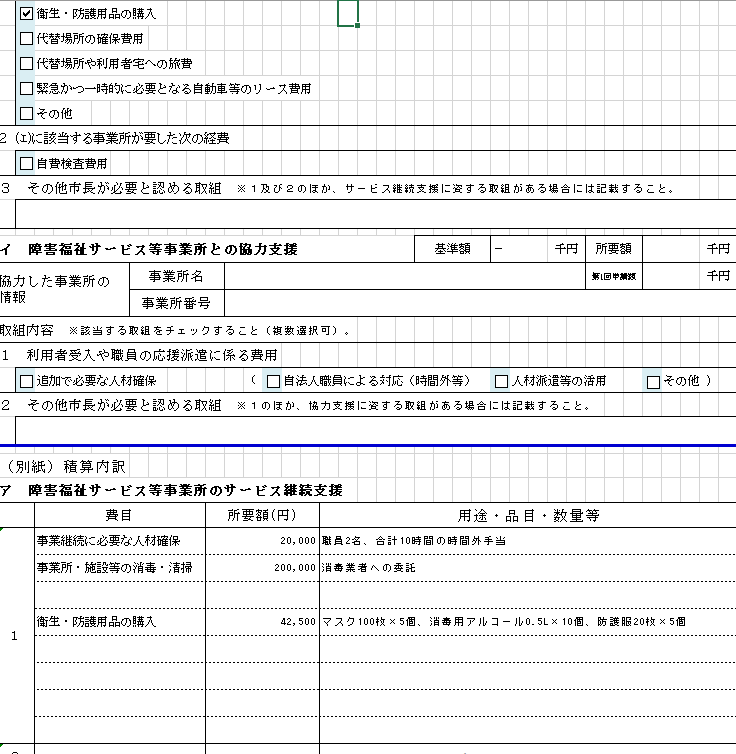 衛生・防護用品の購入
代替場所の確保費用
代替場所や利用者宅への旅費
緊急かつ一時的に必要となる自動車等のリース費用
その他
2 (ｴ)に該当する事業所が要した次の経費
自費検査費用
3 その他市長が必要と認める取組 ※１及び２のほか、サービス継続支援に資する取組がある場合には記載すること。
イ 障害福祉サービス等事業所との協力支援 基準額 － 千円 所要額 千円
協力した事業所の情報 事業所名 千円
事業所番号
取組内容 ※該当する取組をチェックすること（複数選択可）。
1 利用者受入や職員の応援派遣に係る費用
追加で必要な人材確保 （ 自法人職員による対応（時間外等） 人材派遣等の活用 その他 ）
2 その他市長が必要と認める取組 ※１のほか、協力支援に資する取組がある場合には記載すること。
（別紙）積算内訳
ア 障害福祉サービス等事業所のサービス継続支援
費目 所要額(円) 用途・品目・数量等
事業継続に必要な人材確保 20,000 職員2名、合計10時間の時間外手当
事業所・施設等の消毒・清掃 200,000 消毒業者への委託
衛生・防護用品の購入 42,500 マスク100枚×5個、消毒用アルコール0.5L×10個、防護服20枚×5個
1